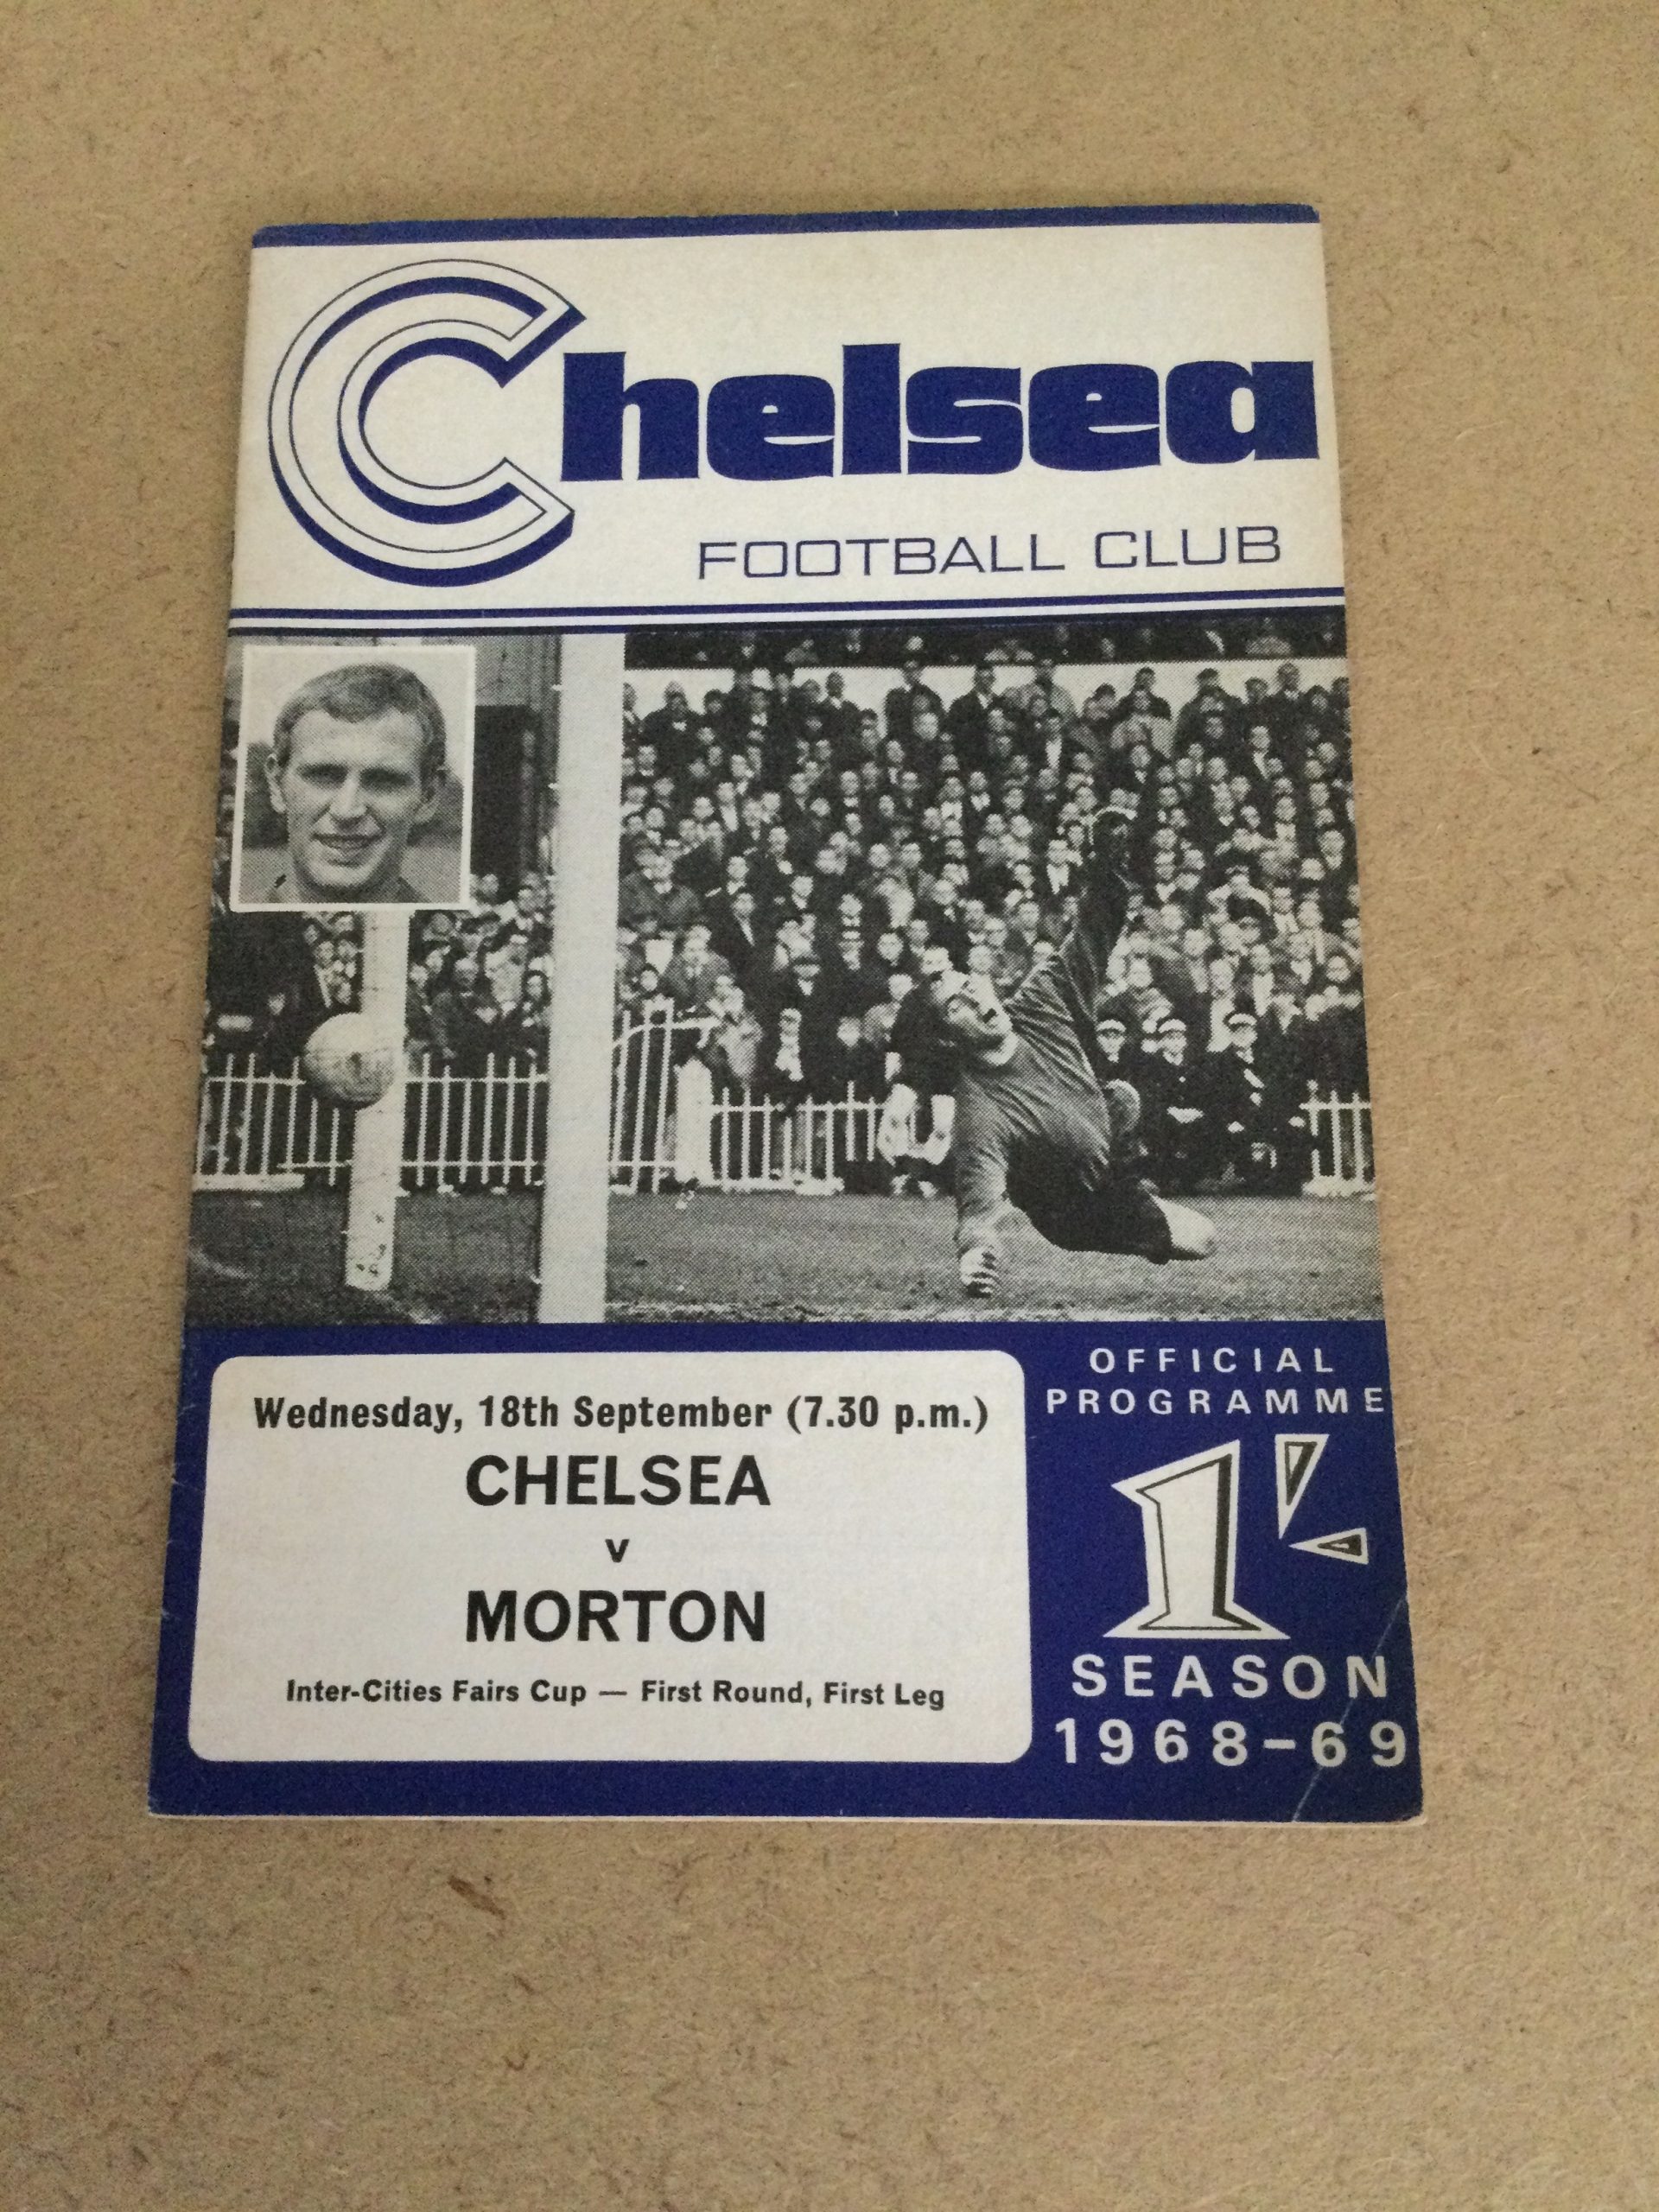 Chelsea
FOOTBALL CLUB
Wednesday, 18th September (7.30 p.m.)
CHELSEA
v
MORTON
Inter-Cities Fairs Cup — First Round, First Leg
OFFICIAL
PROGRAMME
1/-
SEASON
1968-69